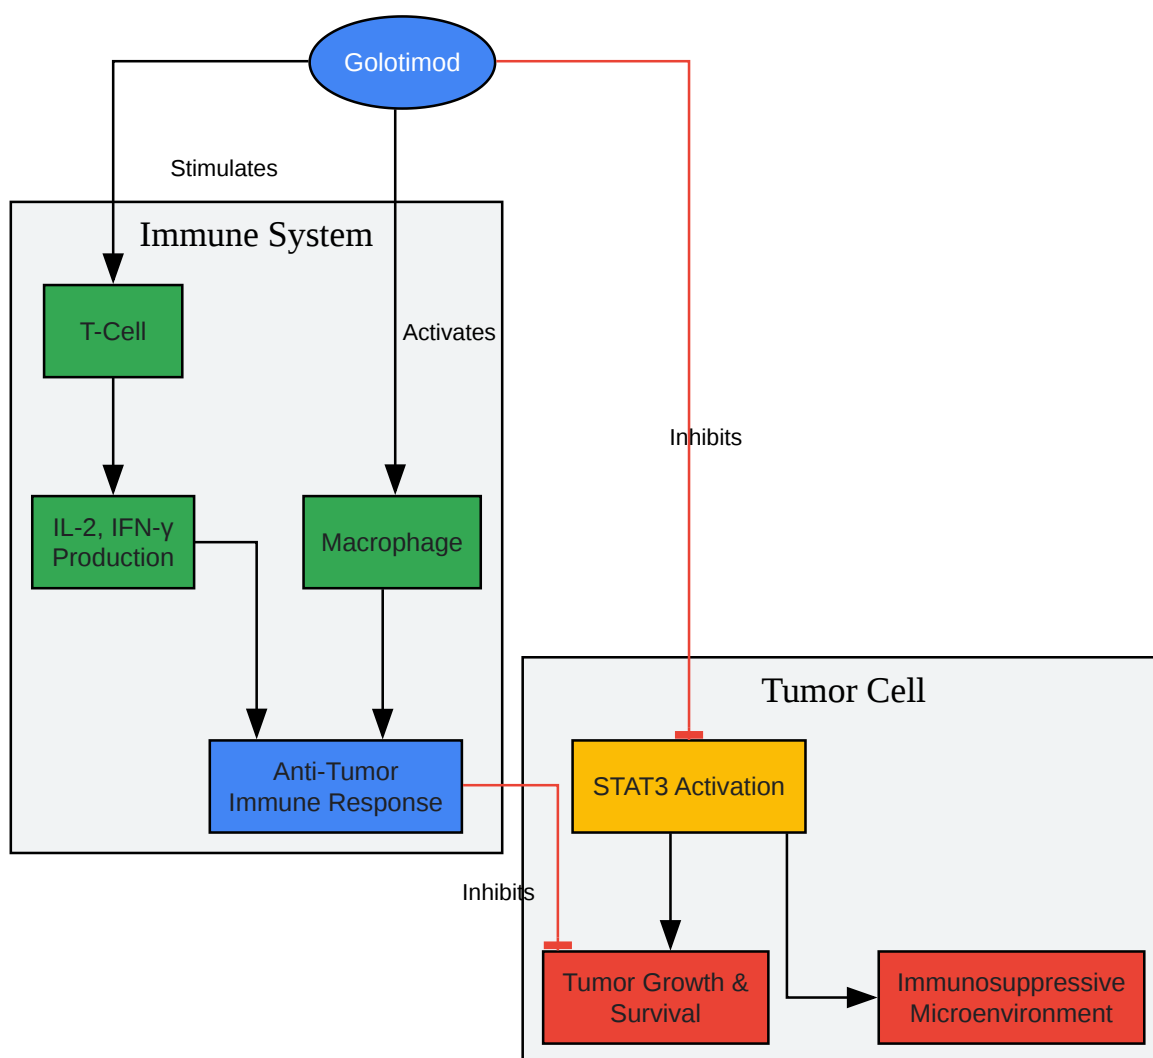 Golotimod
Stimulates
Immune System
T-Cell
Activates
Inhibits
IL-2, IFN-γ
Production
Macrophage
Tumor Cell
Anti-Tumor
Immune Response
STAT3 Activation
Inhibits
Tumor Growth &
Survival
Immunosuppressive
Microenvironment